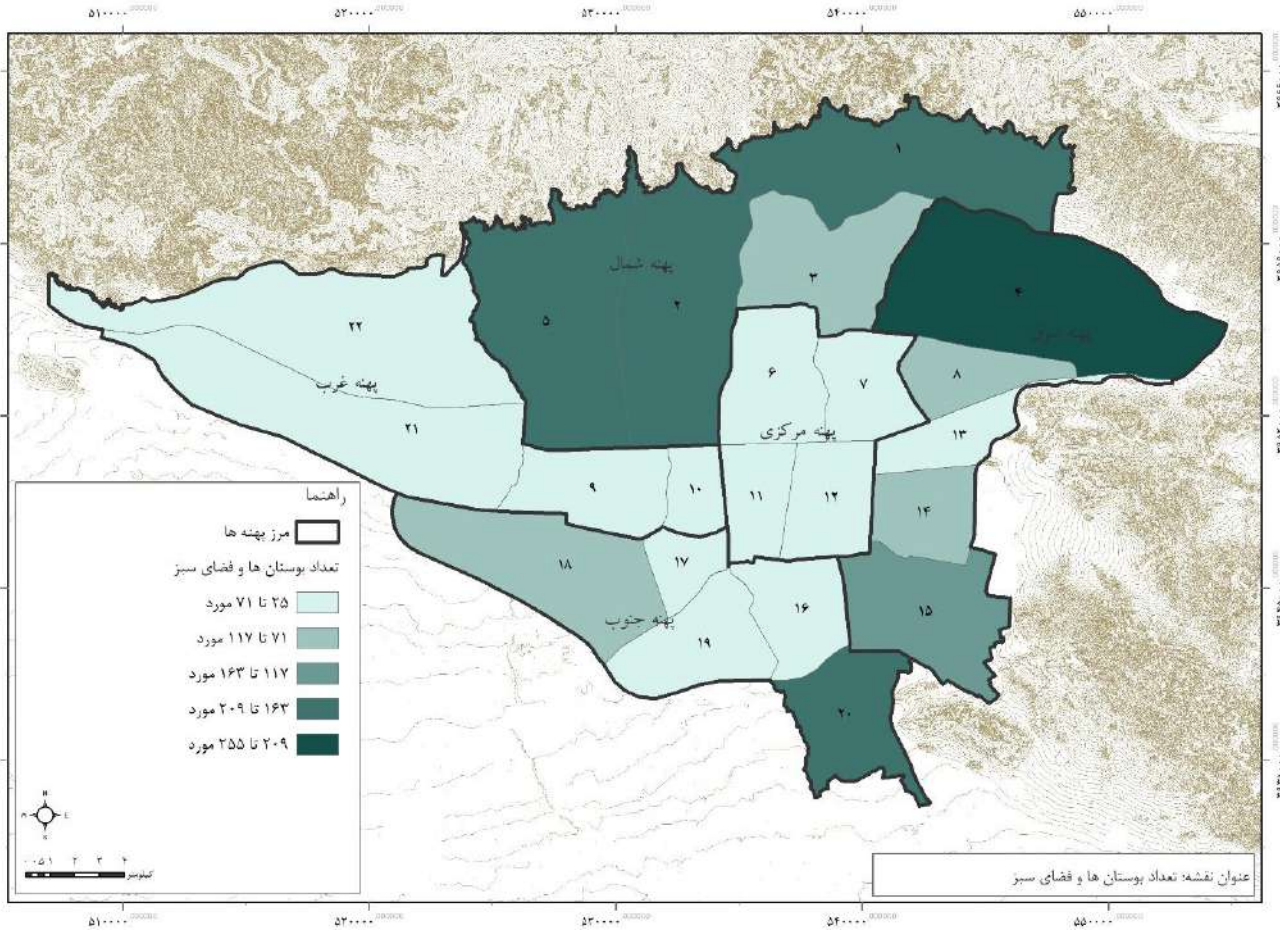 ۵۱۰۰۰۰ ۵۲۰۰۰۰ ۵۳۰۰۰۰ ۵۴۰۰۰۰ ۵۵۰۰۰۰
۱
پهنه شمال
۳
۴
۵
۲
پهنه شرق
۲۲
۶
۷
۸
پهنه غرب
۲۱
پهنه مرکزی
۱۳
۹
۱۰
۱۱
۱۲
۱۴
۱۸
۱۷
۱۶
۱۵
پهنه جنوب
۱۹
۲۰
راهنما
مرز پهنه ها
تعداد بوستان ها و فضای سبز
۲۵ تا ۷۱ مورد
۷۱ تا ۱۱۷ مورد
۱۱۷ تا ۱۶۳ مورد
۱۶۳ تا ۲۰۹ مورد
۲۰۹ تا ۲۵۵ مورد
N
E
S
۰ ۰.۵ ۱ ۲ ۳ ۴
کیلومتر
عنوان نقشه: تعداد بوستان ها و فضای سبز
۵۱۰۰۰۰ ۵۲۰۰۰۰ ۵۳۰۰۰۰ ۵۴۰۰۰۰ ۵۵۰۰۰۰